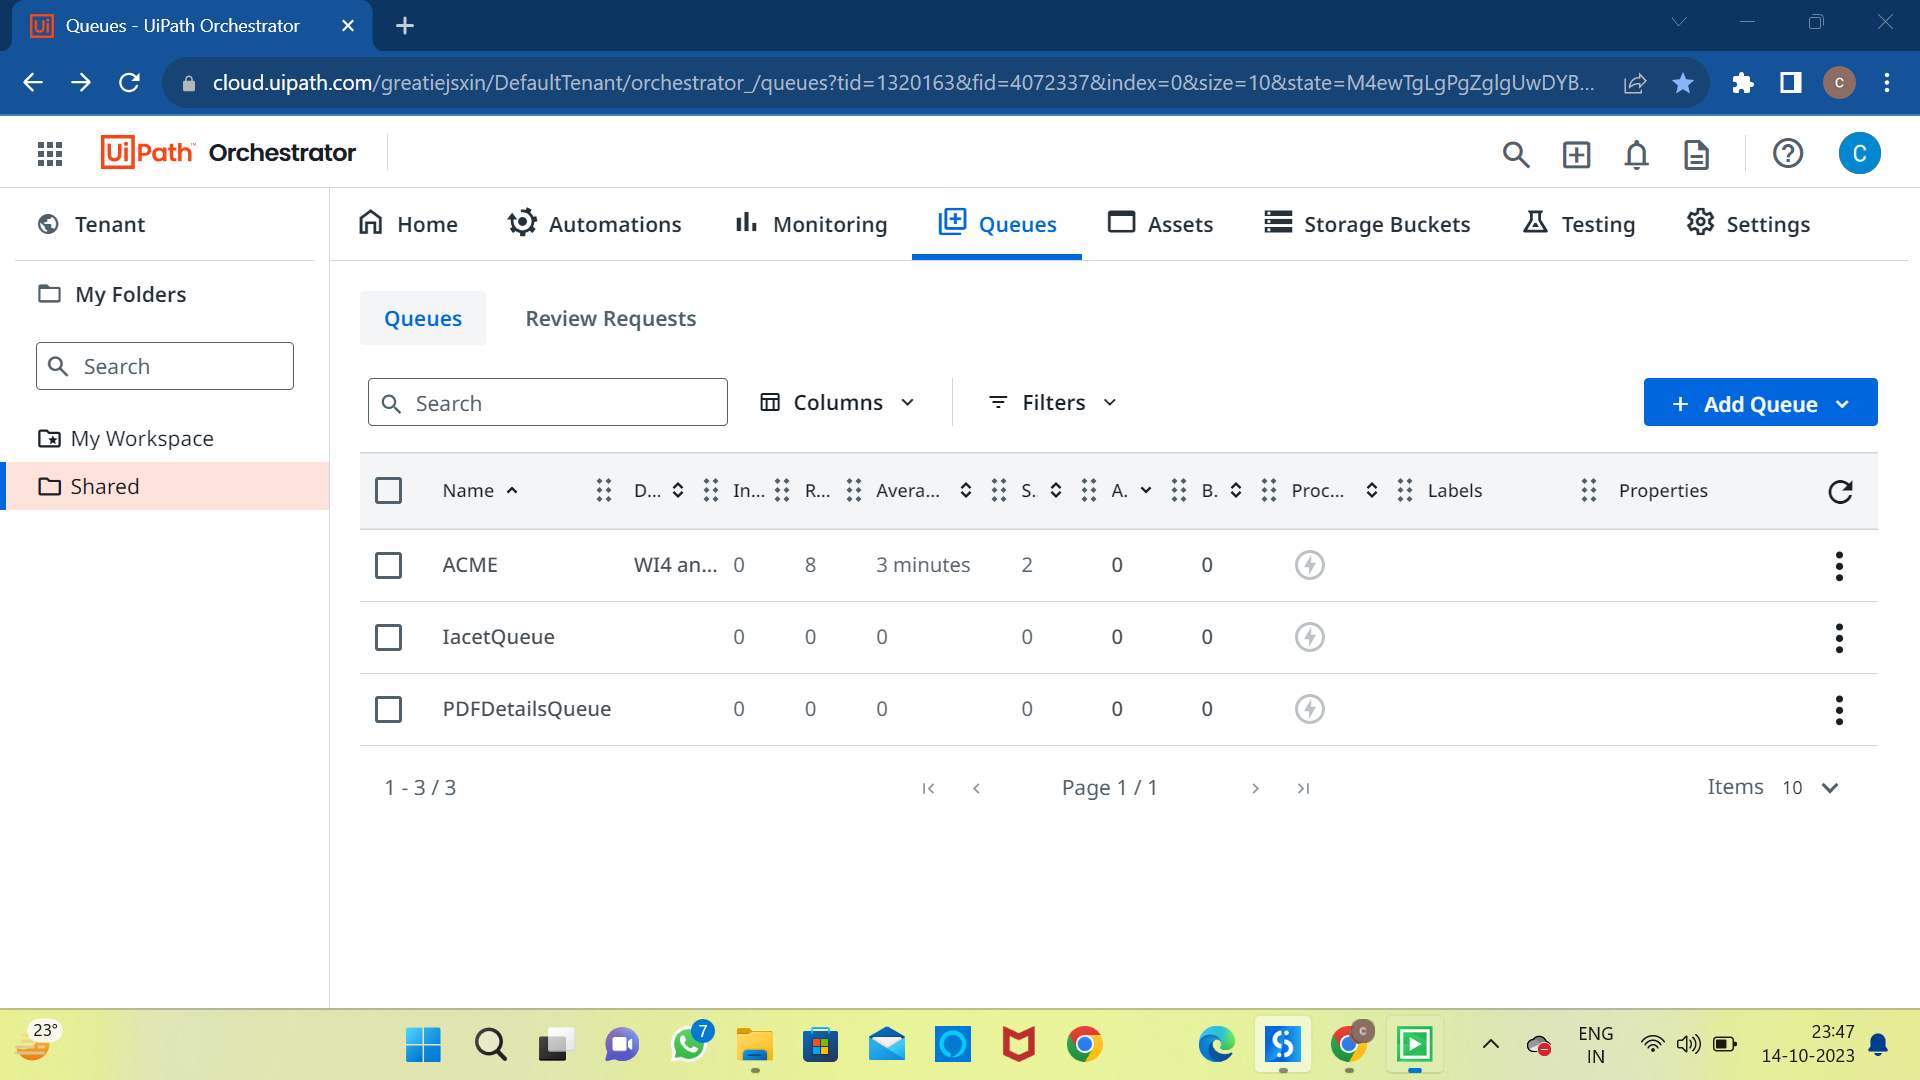 Queues - UiPath Orchestrator
cloud.uipath.com/greatiejsxin/DefaultTenant/orchestrator_/queues?tid=1320163&fid=4072337&index=0&size=10&state=M4ewTgLgPgZglgUwDYB...
C
UiPath Orchestrator
C
Tenant
Home Automations Monitoring Queues Assets Storage Buckets Testing Settings
My Folders
Search
My Workspace
Shared
Queues Review Requests
Search Columns Filters + Add Queue
Name D... In... R... Avera... S. A. B. Proc... Labels Properties
ACME WI4 an... 0 8 3 minutes 2 0 0
IacetQueue 0 0 0 0 0 0
PDFDetailsQueue 0 0 0 0 0 0
1 - 3 / 3 Page 1 / 1 Items 10
23°
7
C
ENG
IN
23:47
14-10-2023